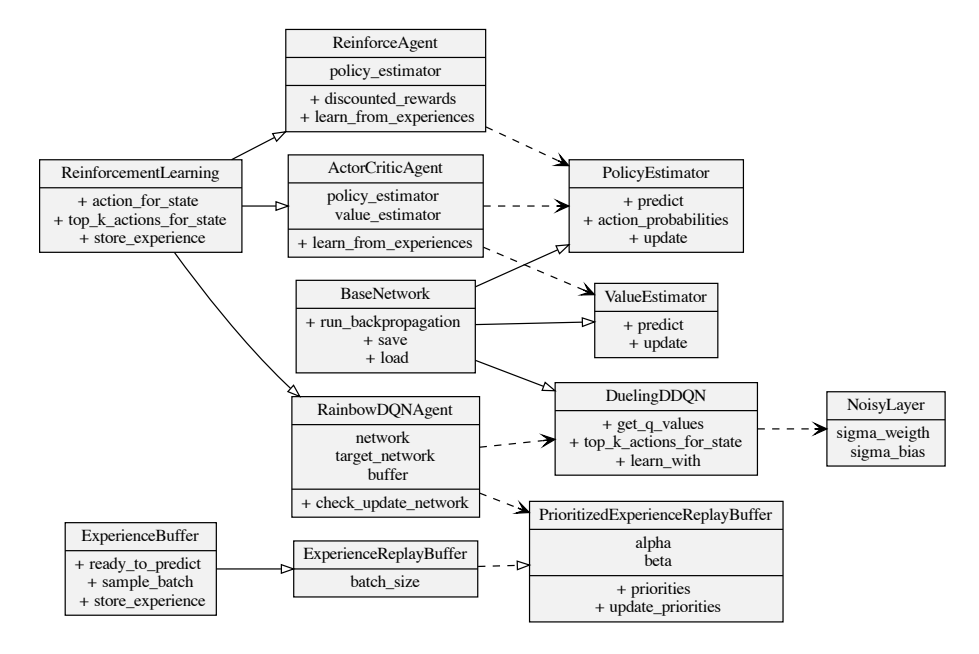 ReinforceAgent
policy_estimator
+ discounted_rewards
+ learn_from_experiences
ReinforcementLearning
+ action_for_state
+ top_k_actions_for_state
+ store_experience
ActorCriticAgent
policy_estimator
value_estimator
+ learn_from_experiences
PolicyEstimator
+ predict
+ action_probabilities
+ update
BaseNetwork
+ run_backpropagation
+ save
+ load
ValueEstimator
+ predict
+ update
RainbowDQNAgent
network
target_network
buffer
+ check_update_network
DuelingDDQN
+ get_q_values
+ top_k_actions_for_state
+ learn_with
NoisyLayer
sigma_weigth
sigma_bias
ExperienceBuffer
+ ready_to_predict
+ sample_batch
+ store_experience
ExperienceReplayBuffer
batch_size
PrioritizedExperienceReplayBuffer
alpha
beta
+ priorities
+ update_priorities